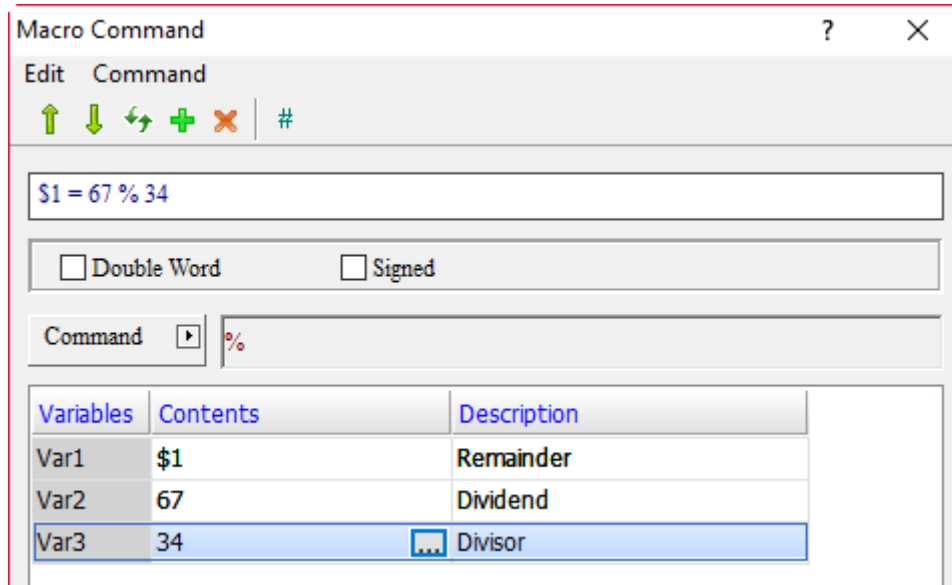 Macro Command ?
Edit Command
#
$1 = 67 % 34
Double Word Signed
Command %
Variables Contents Description
Var1 $1 Remainder
Var2 67 Dividend
Var3 34 ... Divisor